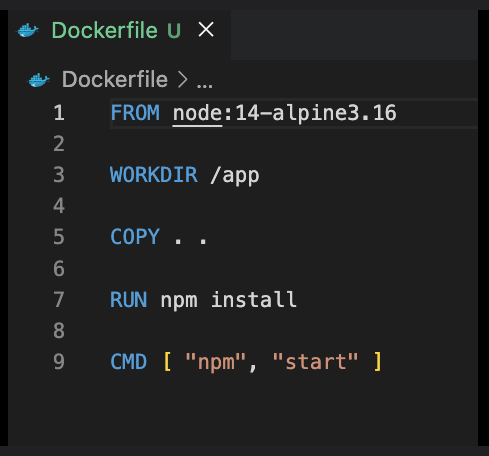 Dockerfile U ×
Dockerfile > ...
1 FROM node:14-alpine3.16
2
3 WORKDIR /app
4
5 COPY . .
6
7 RUN npm install
8
9 CMD [ "npm", "start" ]